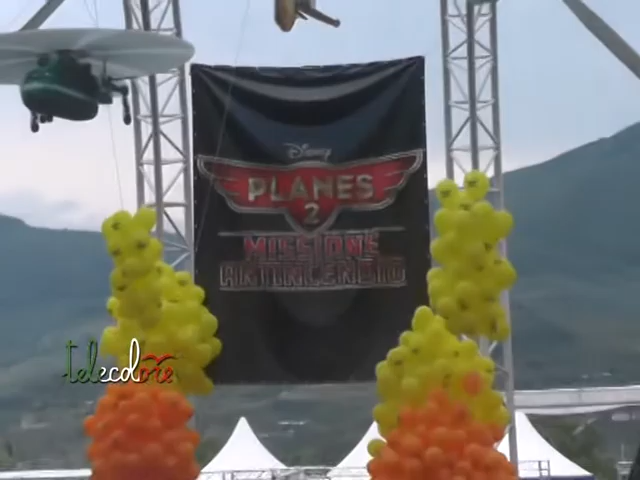 Disney
PLANES
2
MISSIONE
ANTINCENDIO
telecolore